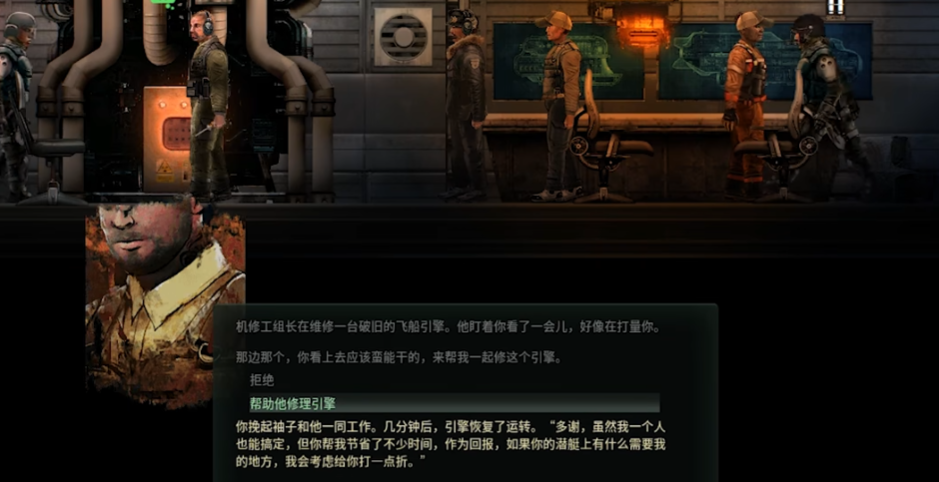 机修工组长在维修一台破旧的飞船引擎。他盯着你看了一会儿，好像在打量你。
那边那个，你看上去应该蛮能干的，来帮我一起修这个引擎。
拒绝
帮助他修理引擎
你挽起袖子和他一同工作。几分钟后，引擎恢复了运转。“多谢，虽然我一个人
也能搞定，但你帮我节省了不少时间，作为回报，如果你的潜艇上有什么需要我
的地方，我会考虑给你打一点折。”